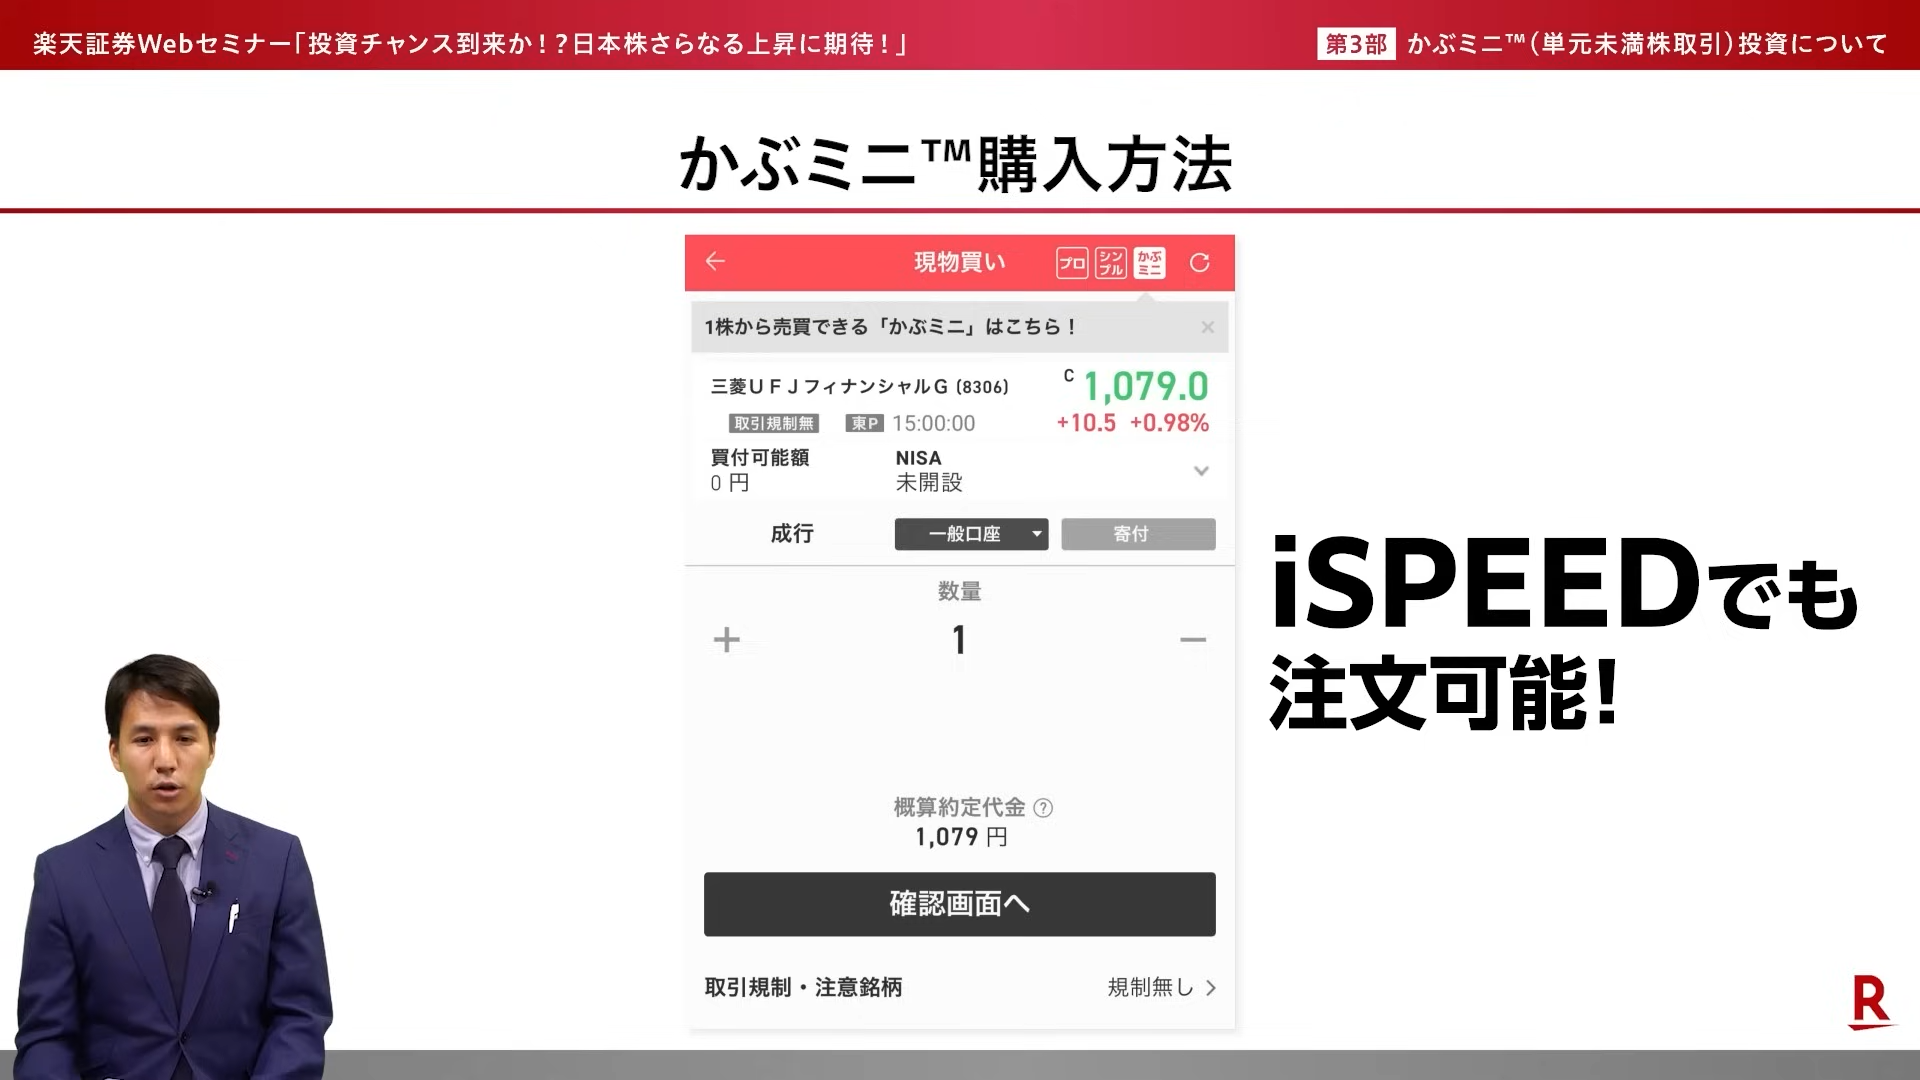 楽天証券Webセミナー「投資チャンス到来か！？日本株さらなる上昇に期待！」
第3部 かぶミニ™（単元未満株取引）投資について
かぶミニ™購入方法
現物買い
プロ
シンプル
かぶミニ
1株から売買できる「かぶミニ」はこちら！
三菱ＵＦＪフィナンシャルＧ (8306)
C 1,079.0
取引規制無 東P 15:00:00
+10.5 +0.98%
買付可能額 NISA
0 円 未開設
成行 一般口座 寄付
数量
1
概算約定代金
1,079 円
確認画面へ
取引規制・注意銘柄 規制無し
iSPEEDでも
注文可能！
R